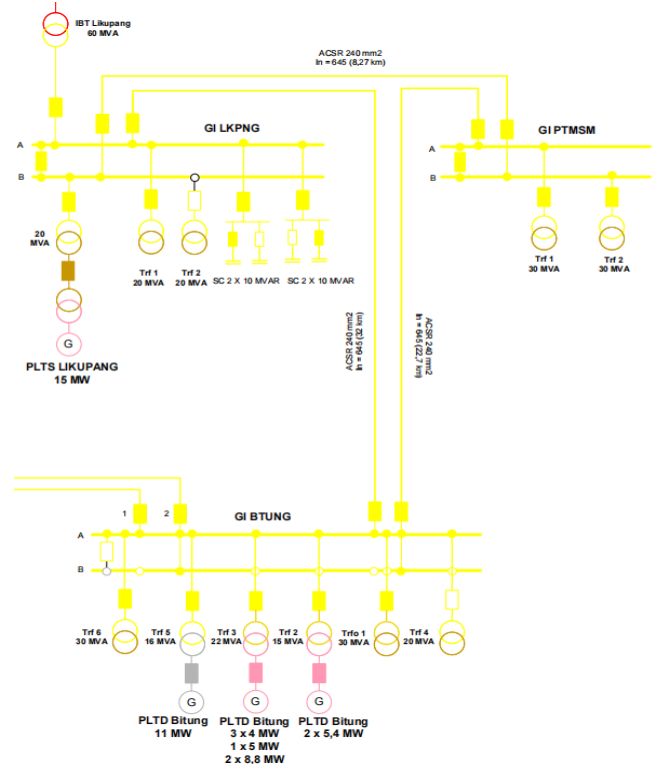 IBT Likupang
60 MVA
ACSR 240 mm2
In = 645 (8,27 km)
GI LKPNG
GI PTMSM
A
B
A
B
20
MVA
Trf 1
20 MVA
Trf 2
20 MVA
SC 2 X 10 MVAR
SC 2 X 10 MVAR
Trf 1
30 MVA
Trf 2
30 MVA
G
PLTS LIKUPANG
15 MW
ACSR 240 mm2
In = 645 (32 km)
ACSR 240 mm2
In = 645 (22,7 km)
1
2
GI BTUNG
A
B
Trf 6
30 MVA
Trf 5
16 MVA
Trf 3
22 MVA
Trf 2
15 MVA
Trfo 1
30 MVA
Trf 4
20 MVA
G
G
G
PLTD Bitung
11 MW
PLTD Bitung
3 x 4 MW
1 x 5 MW
2 x 8,8 MW
PLTD Bitung
2 x 5,4 MW